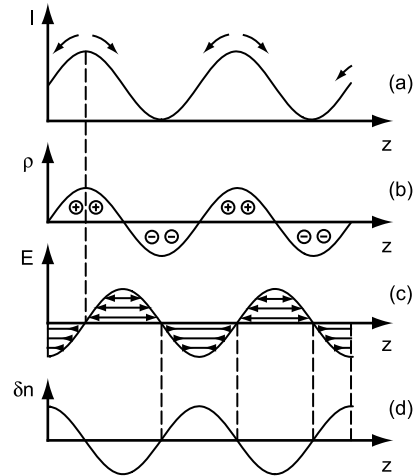 I
(a)
z
ρ
⊕ ⊕ ⊕ ⊕
(b)
⊖ ⊖ ⊖ ⊖
z
E
(c)
z
δn
(d)
z